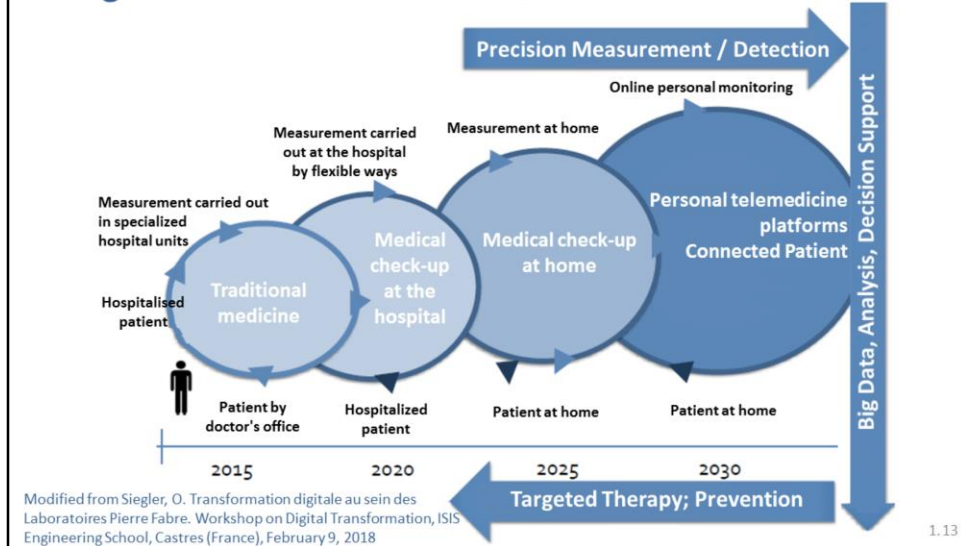 Precision Measurement / Detection
Online personal monitoring
Measurement carried
out at the hospital
by flexible ways
Measurement at home
Measurement carried out
in specialized
hospital units
Hospitalised
patient
Traditional
medicine
Medical
check-up
at the
hospital
Medical check-up
at home
Personal telemedicine
platforms
Connected Patient
Big Data, Analysis, Decision Support
Patient by
doctor's office
Hospitalized
patient
Patient at home
Patient at home
2015
2020
2025
2030
Targeted Therapy; Prevention
Modified from Siegler, O. Transformation digitale au sein des
Laboratoires Pierre Fabre. Workshop on Digital Transformation, ISIS
Engineering School, Castres (France), February 9, 2018
1.13